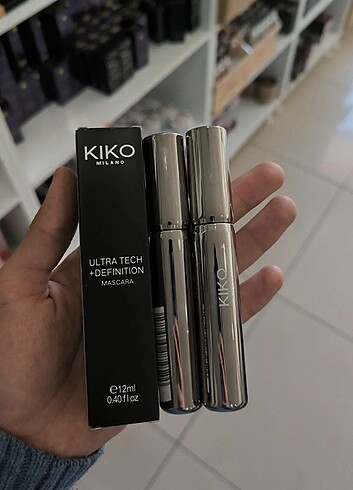 KIKO
MILANO
ULTRA TECH
+DEFINITION
MASCARA
℮12ml
0.40 fl oz
KIKO